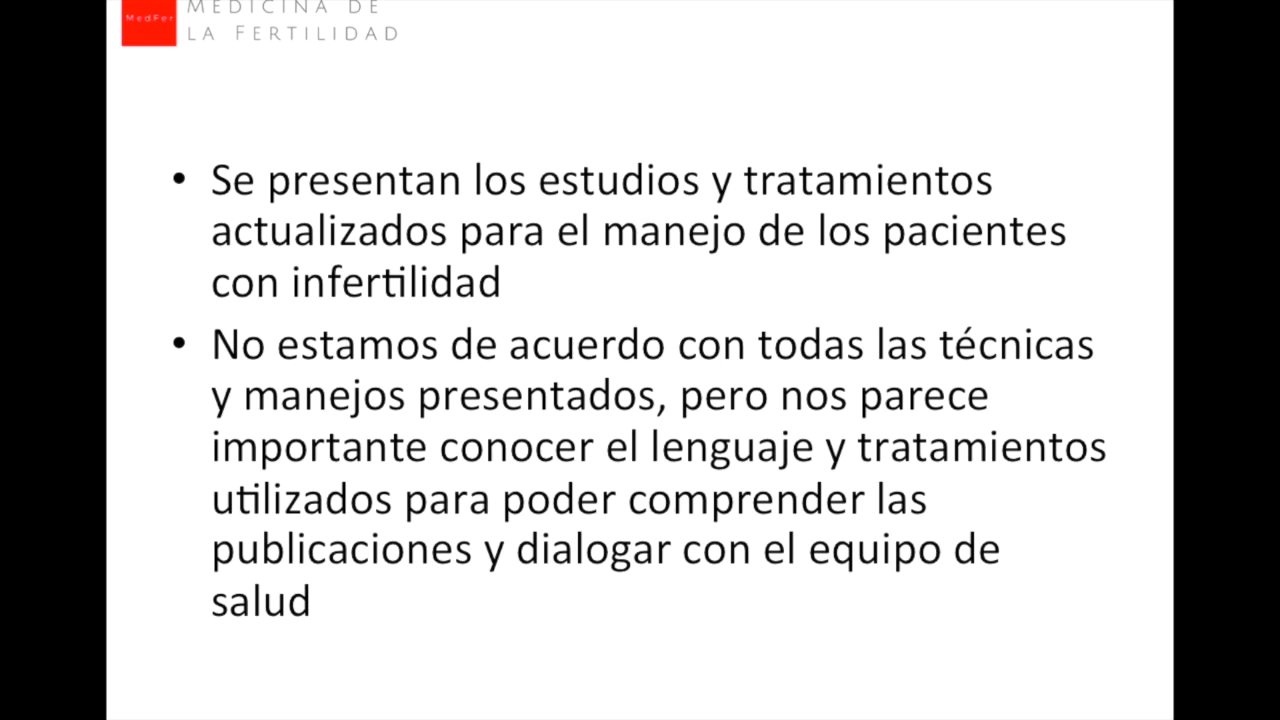 MedFer
MEDICINA DE
LA FERTILIDAD
• Se presentan los estudios y tratamientos
actualizados para el manejo de los pacientes
con infertilidad
• No estamos de acuerdo con todas las técnicas
y manejos presentados, pero nos parece
importante conocer el lenguaje y tratamientos
utilizados para poder comprender las
publicaciones y dialogar con el equipo de
salud